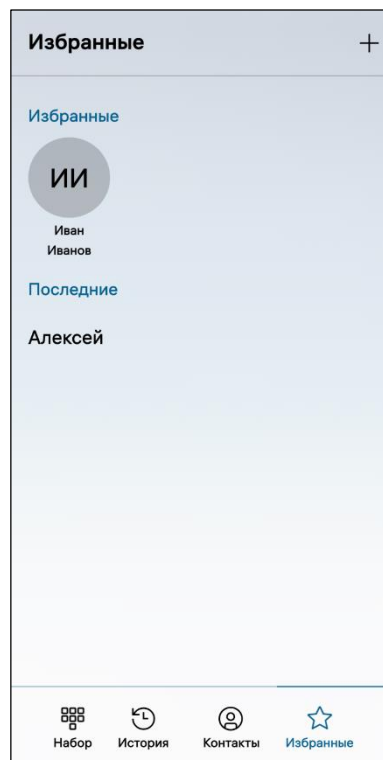 Избранные
Избранные
ИИ
Иван
Иванов
Последние
Алексей
Набор История Контакты Избранные